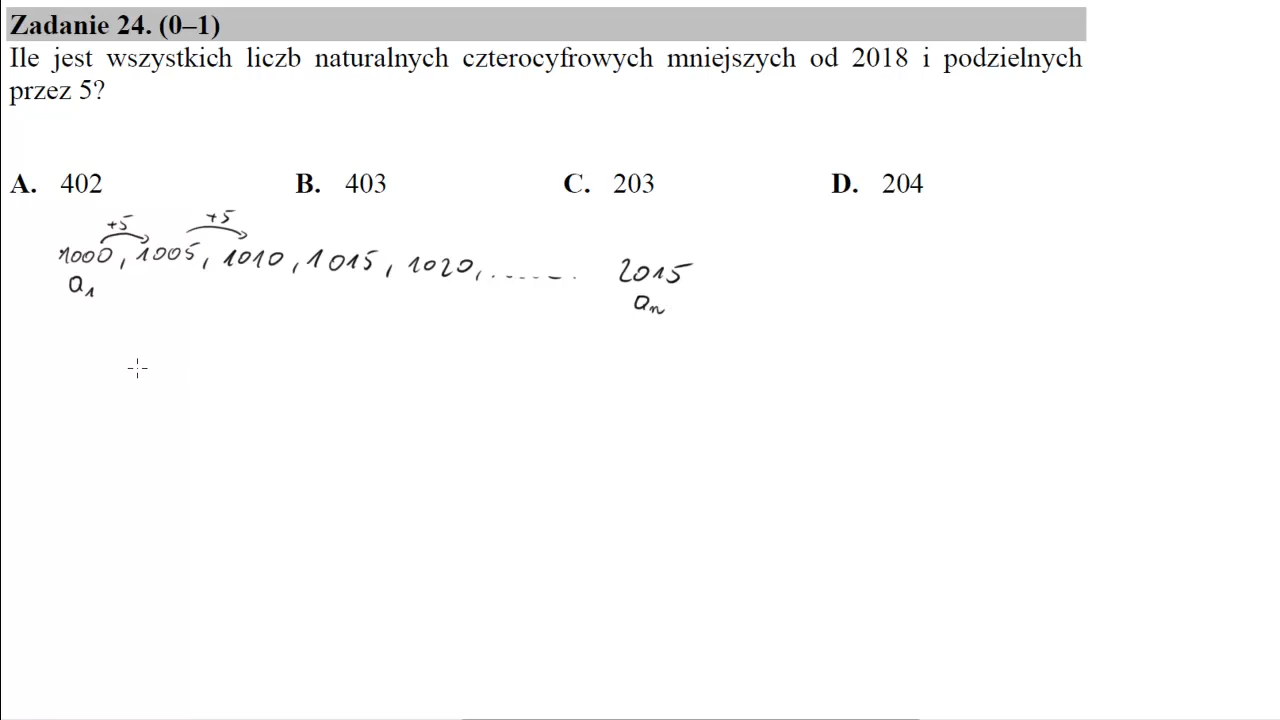 Zadanie 24. (0–1)
Ile jest wszystkich liczb naturalnych czterocyfrowych mniejszych od 2018 i podzielnych
przez 5?
A. 402 B. 403 C. 203 D. 204
+5 +5
1000, 1005, 1010, 1015, 1020, ....... 2015
a₁ aₙ